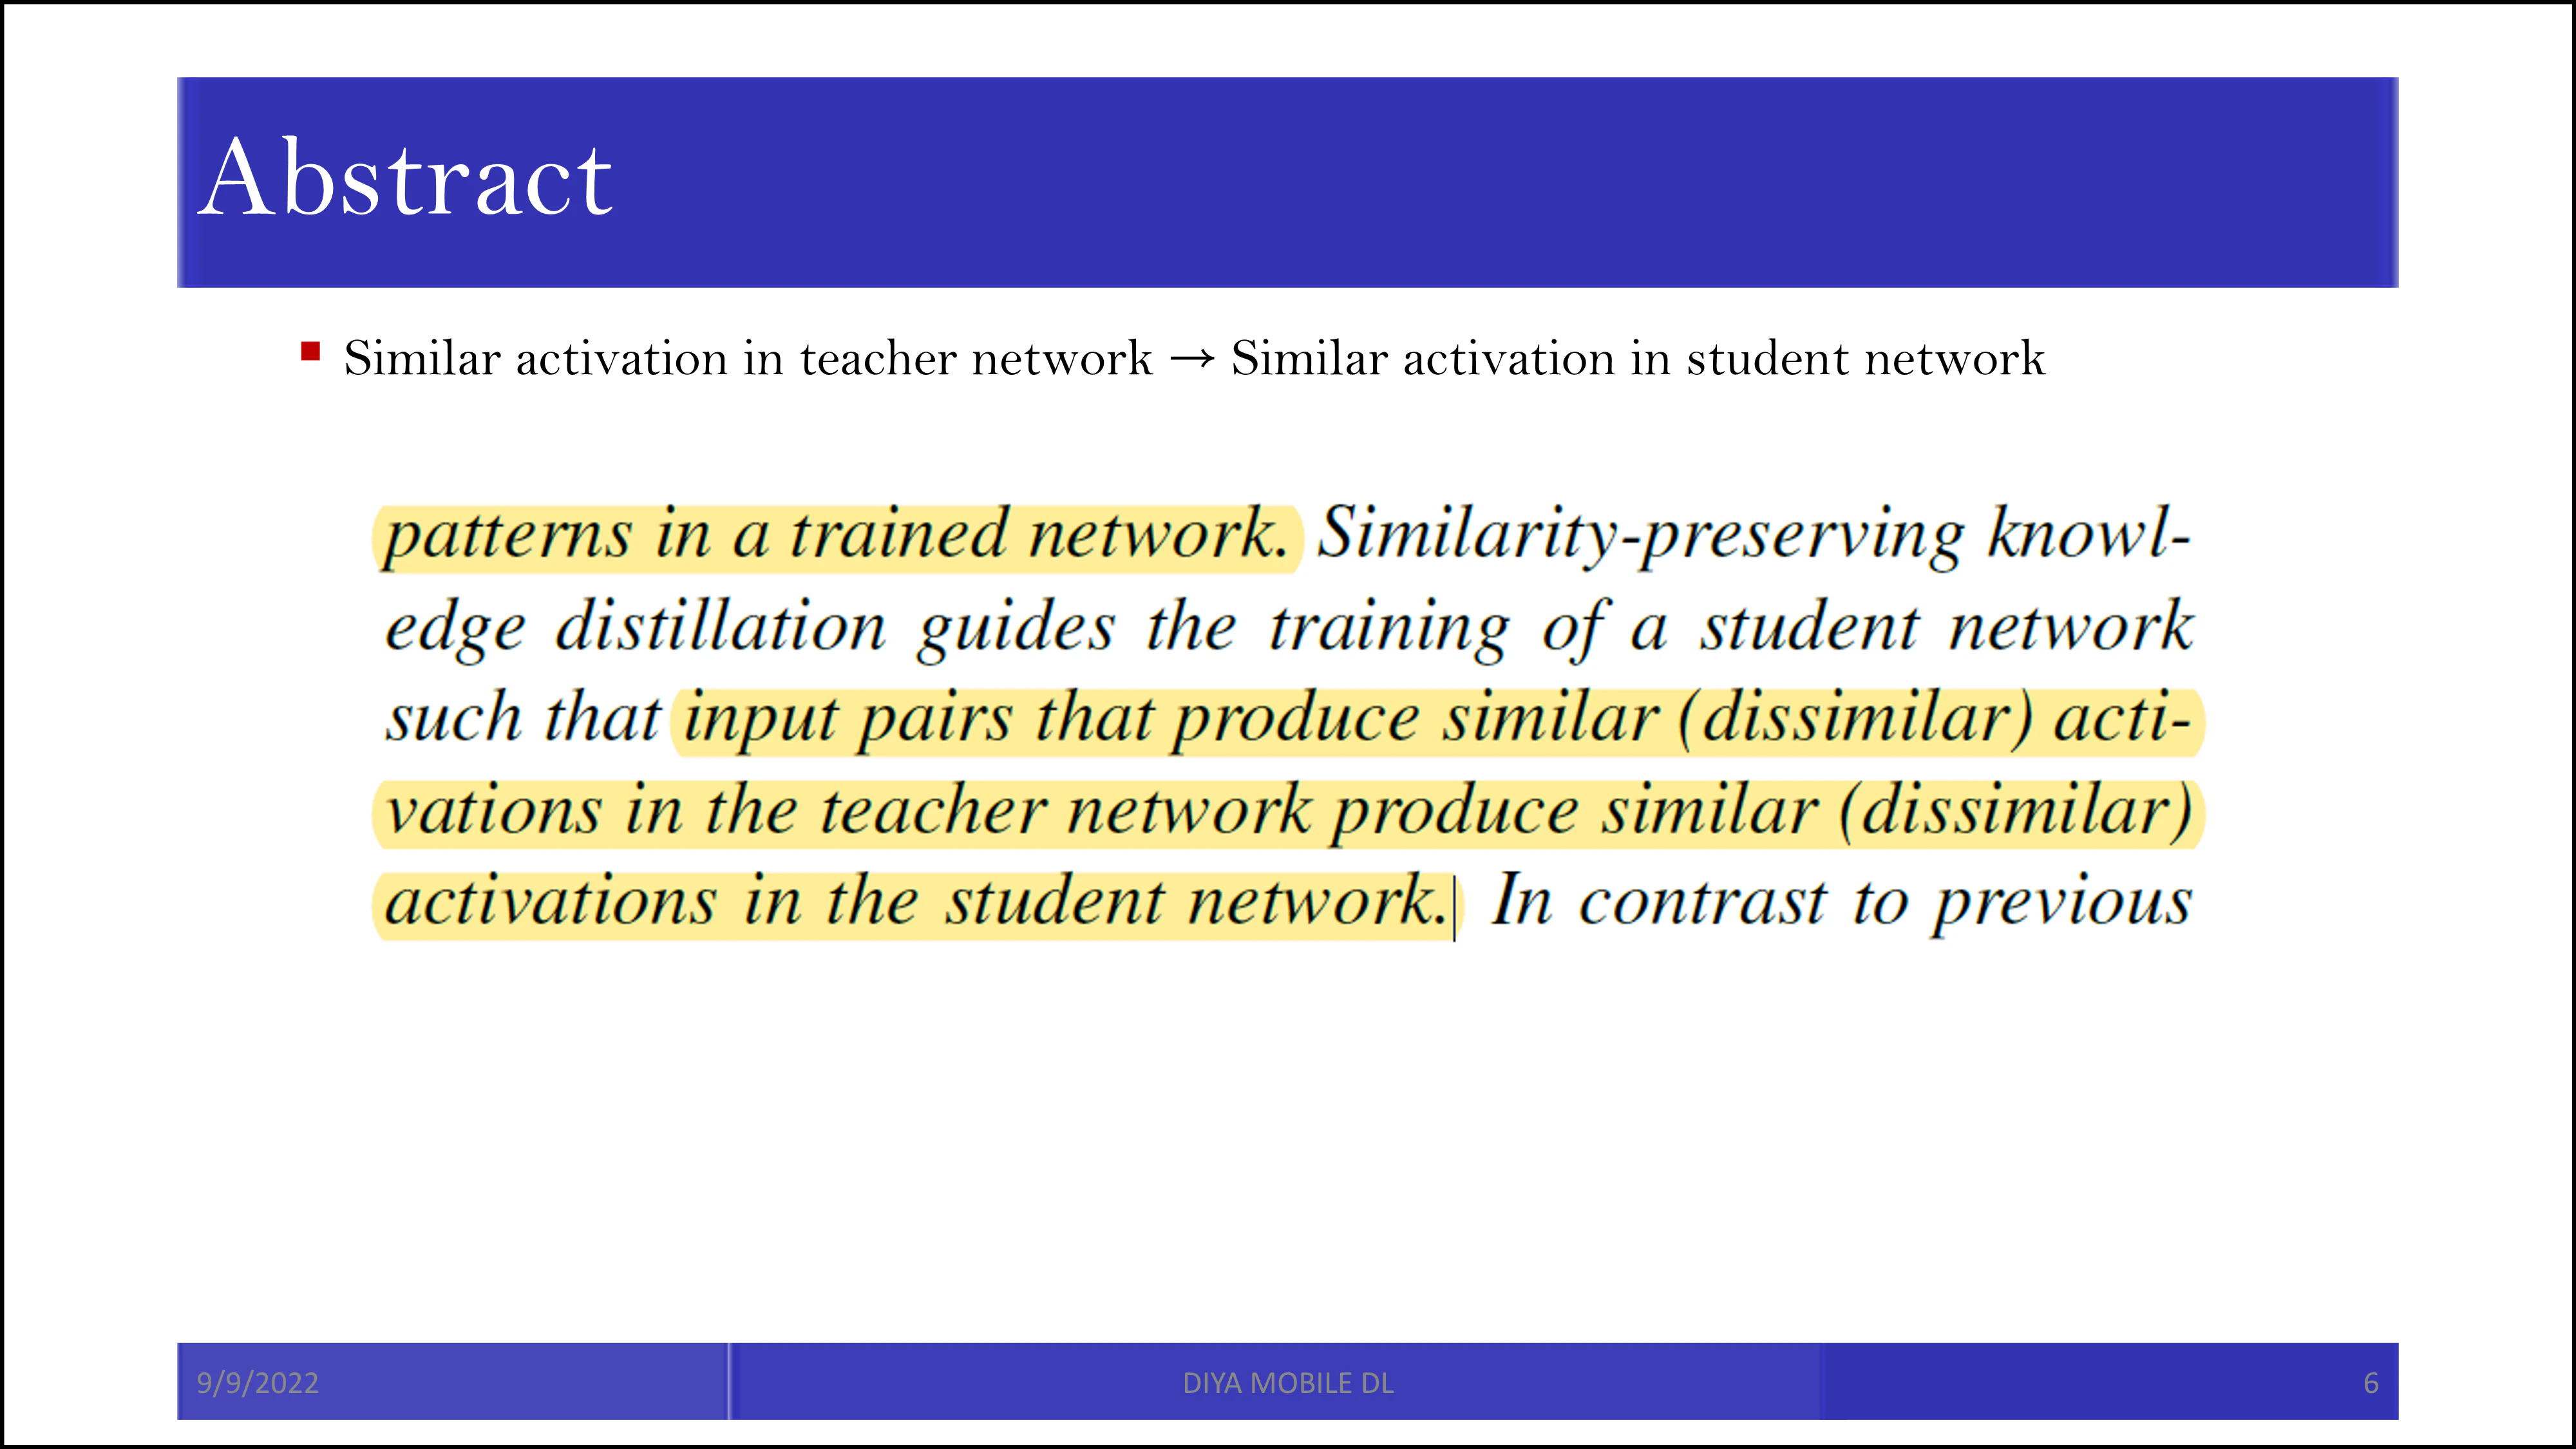 Abstract
Similar activation in teacher network → Similar activation in student network
patterns in a trained network. Similarity-preserving knowl-
edge distillation guides the training of a student network
such that input pairs that produce similar (dissimilar) acti-
vations in the teacher network produce similar (dissimilar)
activations in the student network. In contrast to previous
9/9/2022
DIYA MOBILE DL
6